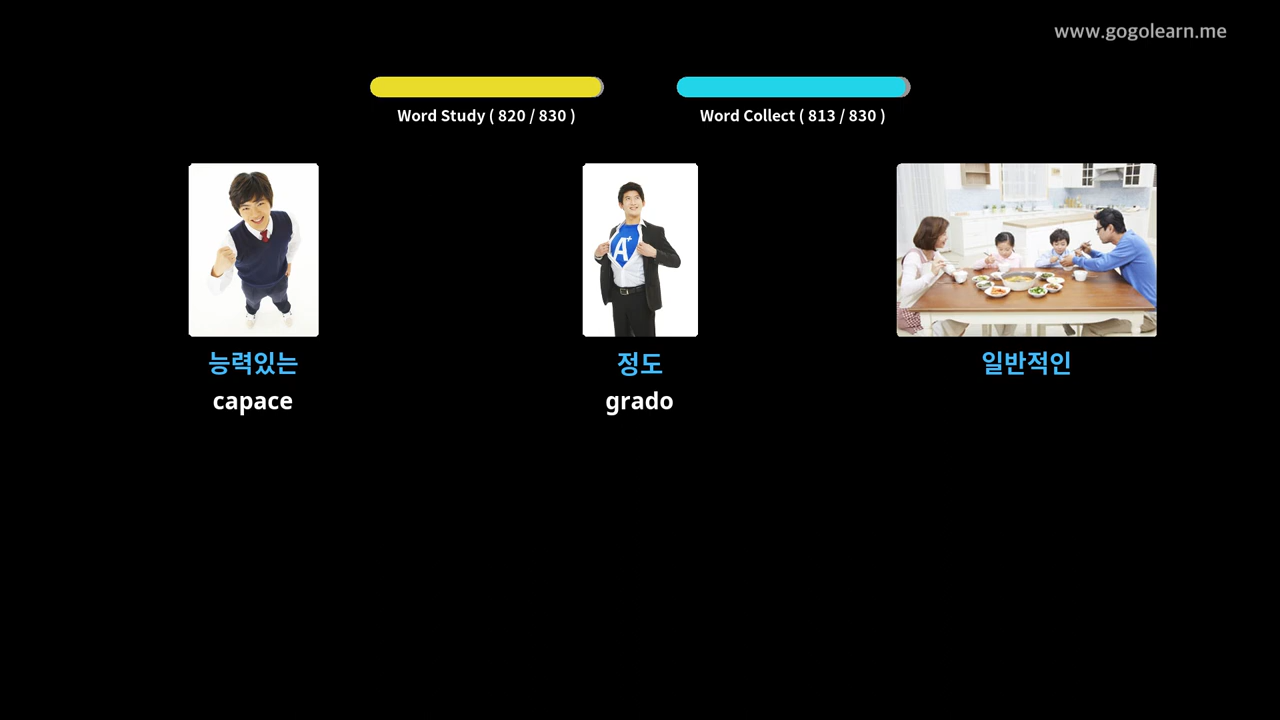 www.gogolearn.me
Word Study ( 820 / 830 )
Word Collect ( 813 / 830 )
A+
능력있는
capace
정도
grado
일반적인